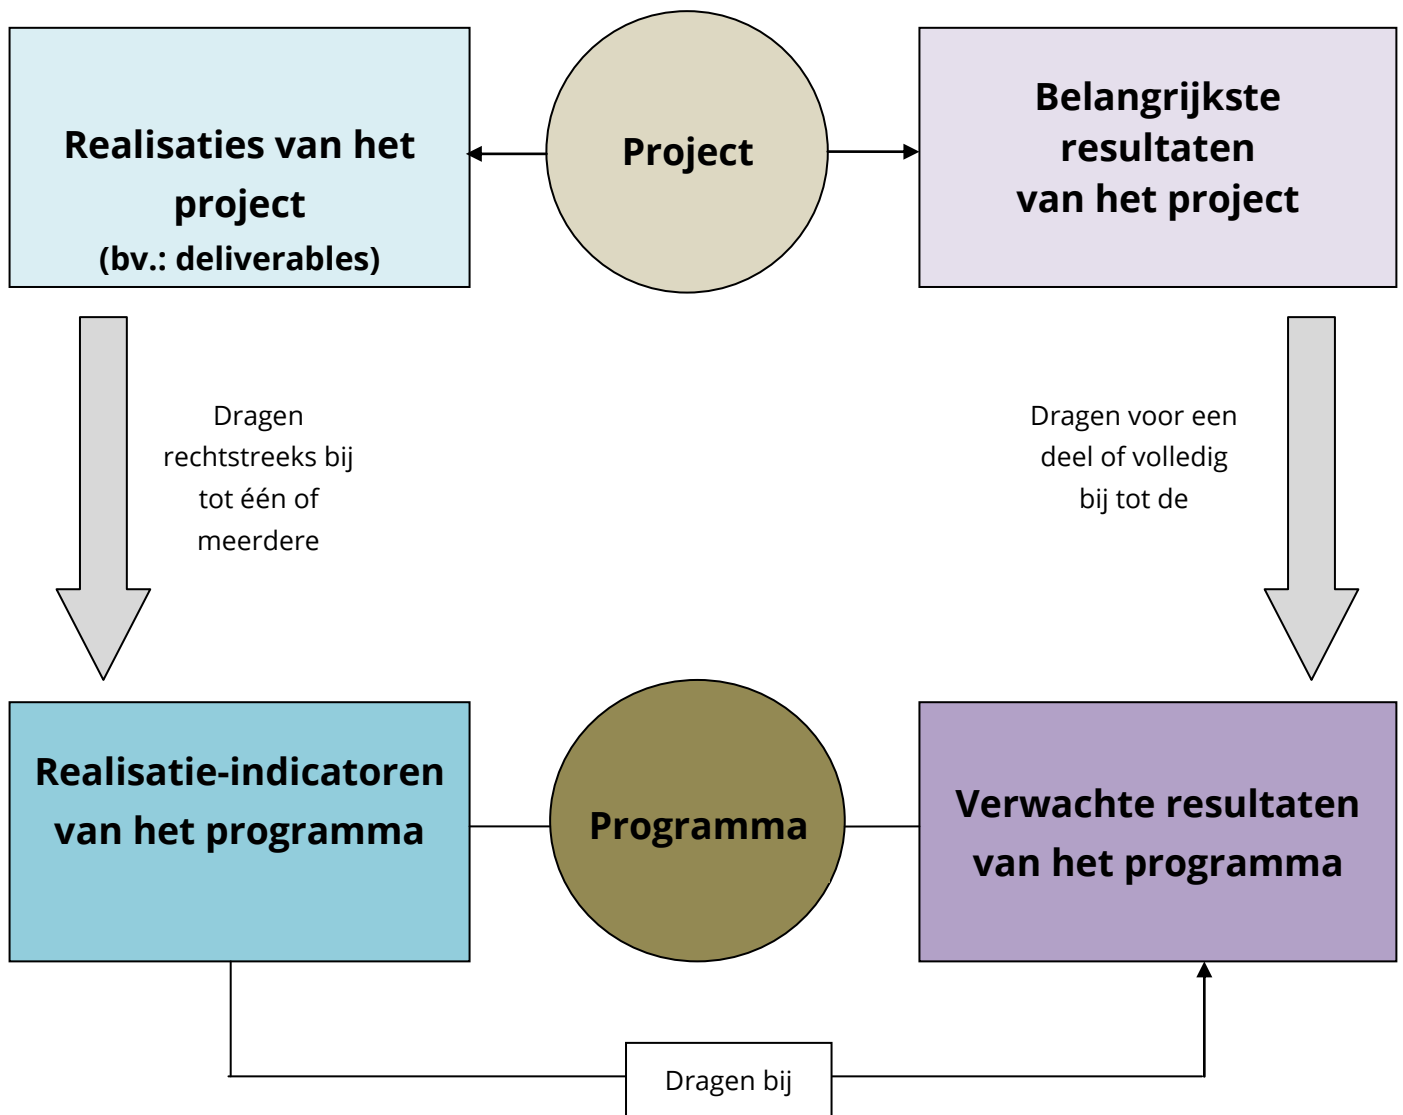 Realisaties van het
project
(bv.: deliverables)
Project
Belangrijkste
resultaten
van het project
Dragen
rechtstreeks bij
tot één of
meerdere
Dragen voor een
deel of volledig
bij tot de
Realisatie-indicatoren
van het programma
Programma
Verwachte resultaten
van het programma
Dragen bij